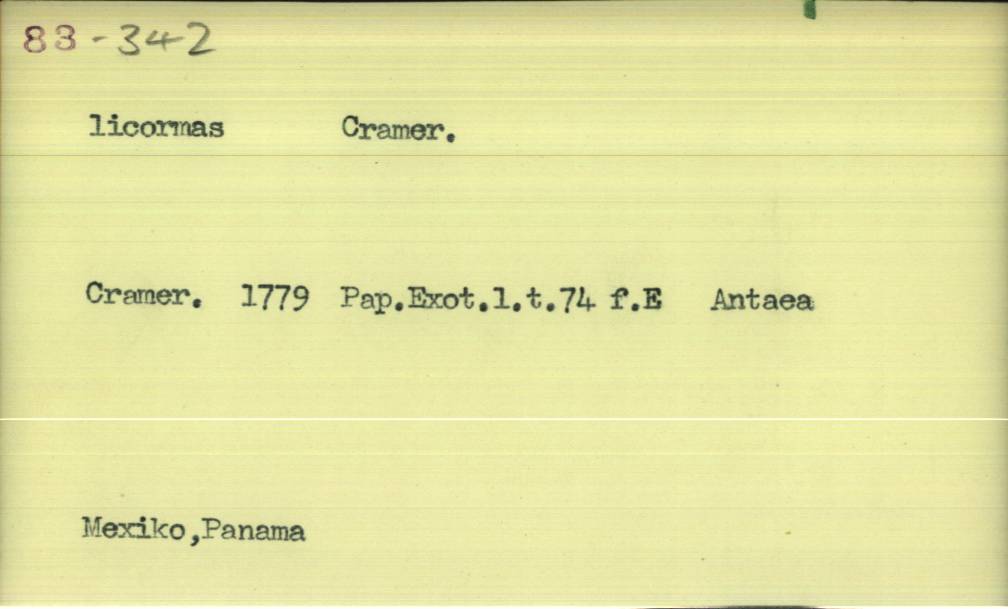 83-342
licormas Cramer.
Cramer. 1779 Pap.Exot.1.t.74 f.E Antaea
Mexiko,Panama